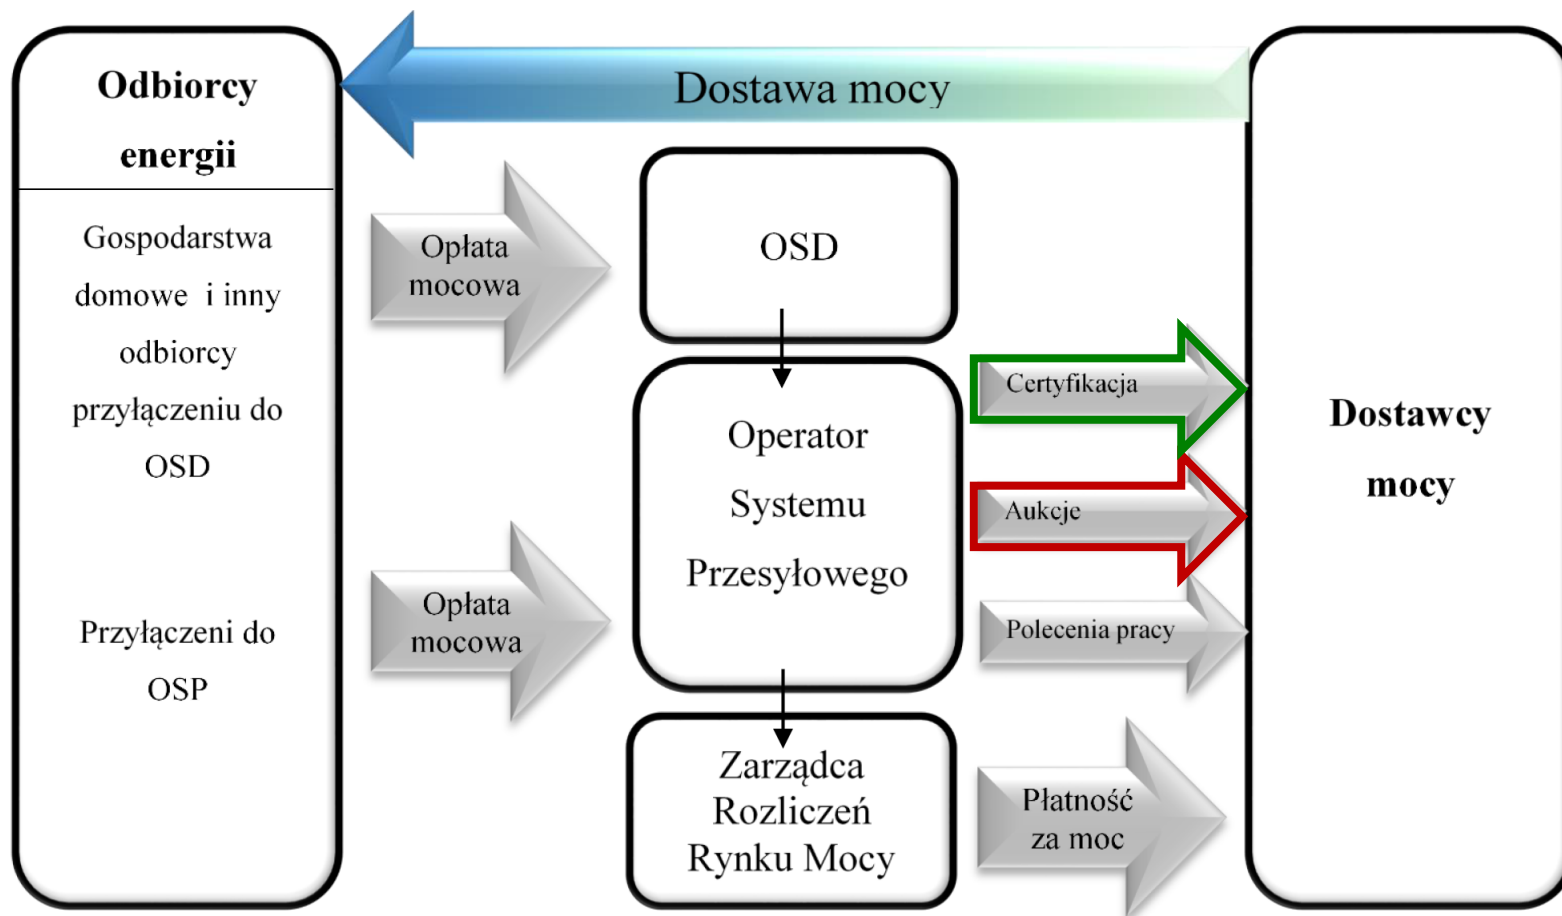 Odbiorcy
energii
Gospodarstwa
domowe i inny
odbiorcy
przyłączeniu do
OSD
Przyłączeni do
OSP
Dostawa mocy
Opłata
mocowa
Opłata
mocowa
OSD
Operator
Systemu
Przesyłowego
Zarządca
Rozliczeń
Rynku Mocy
Certyfikacja
Aukcje
Polecenia pracy
Płatność
za moc
Dostawcy
mocy